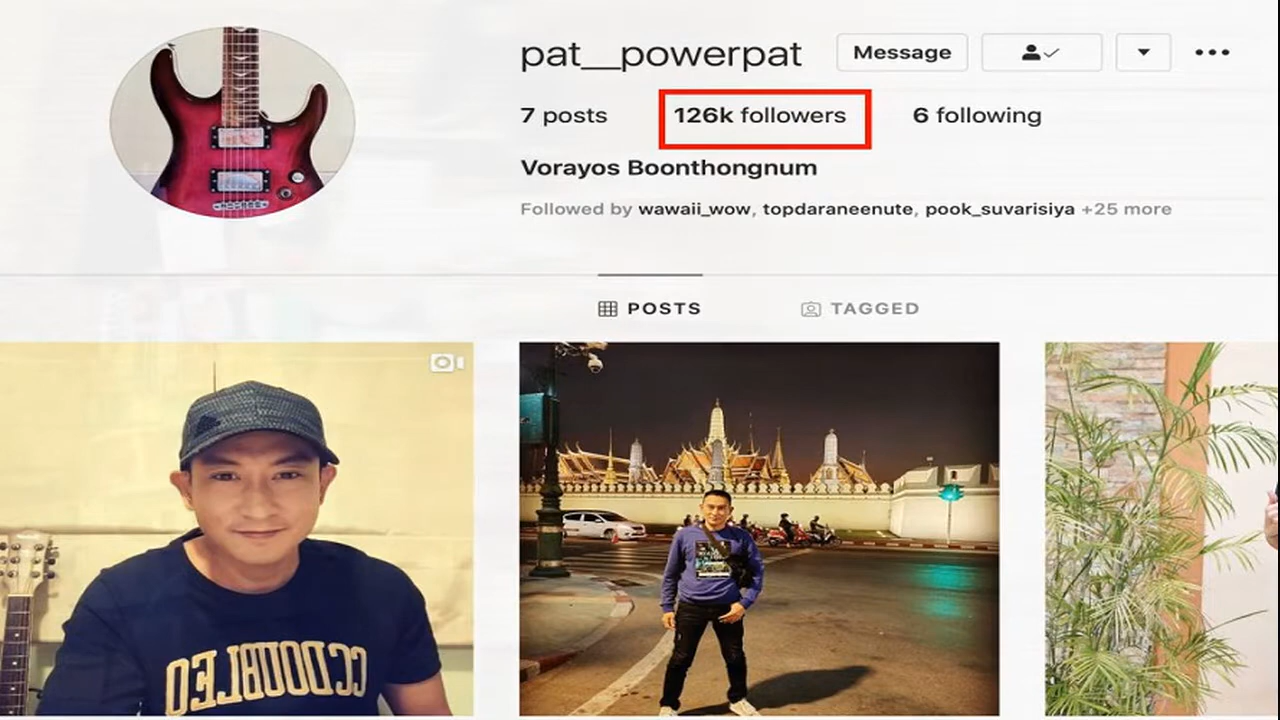 pat__powerpat Message
7 posts 126k followers 6 following
Vorayos Boonthongnum
Followed by wawaii_wow, topdaraneenute, pook_suvarisiya +25 more
POSTS TAGGED
CCDOUBLEO